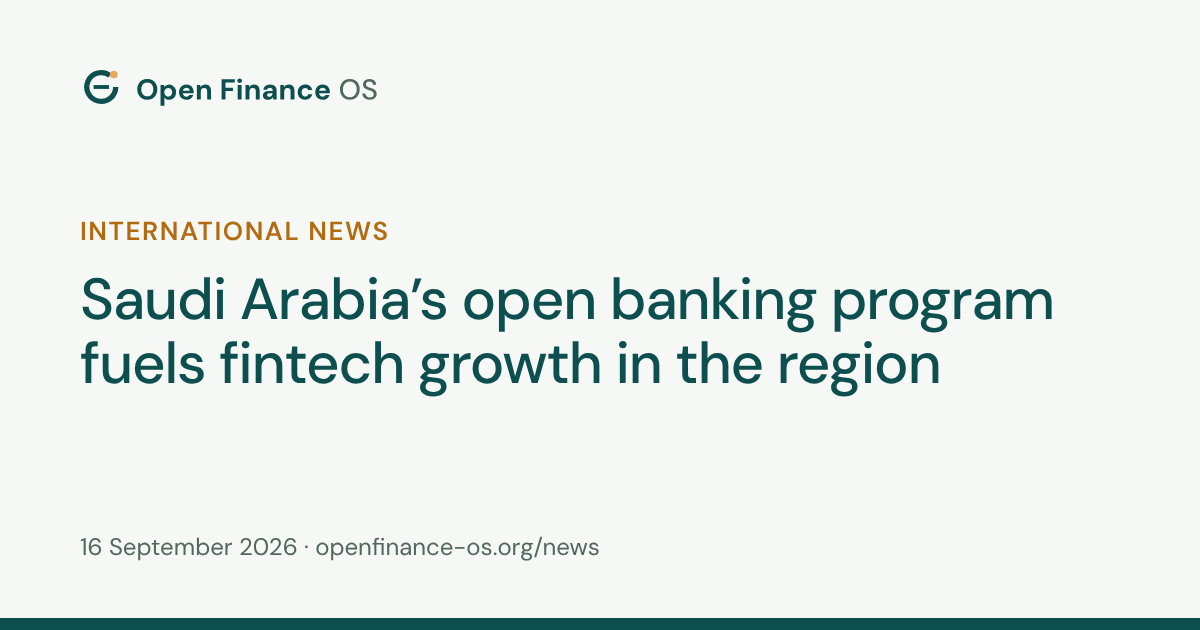 Open Finance OS
INTERNATIONAL NEWS
Saudi Arabia’s open banking program
fuels fintech growth in the region
16 September 2026 · openfinance-os.org/news